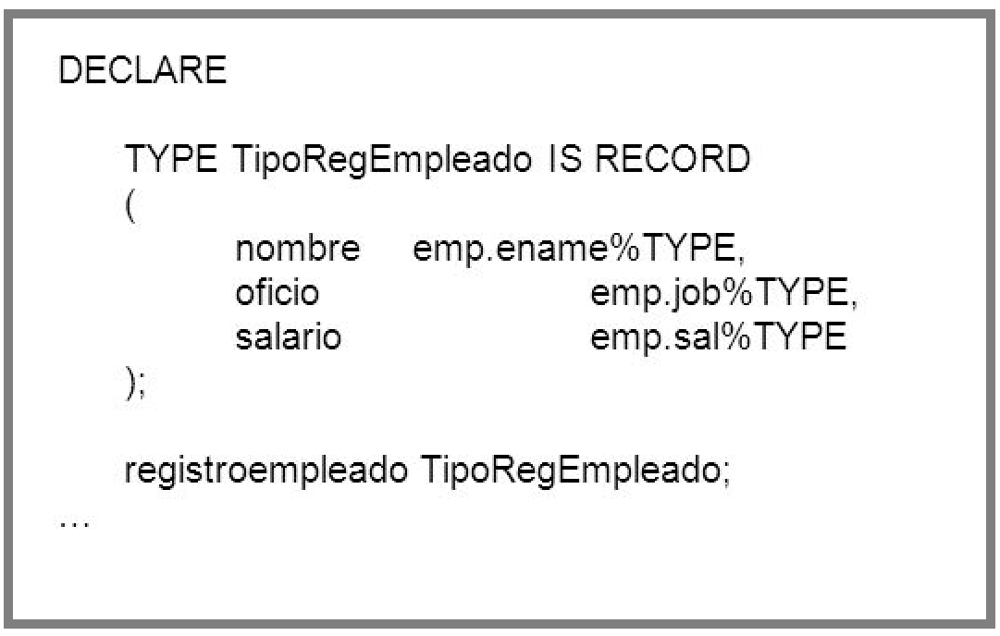 DECLARE
TYPE TipoRegEmpleado IS RECORD
(
nombre emp.ename%TYPE,
oficio emp.job%TYPE,
salario emp.sal%TYPE
);
registroempleado TipoRegEmpleado;
...